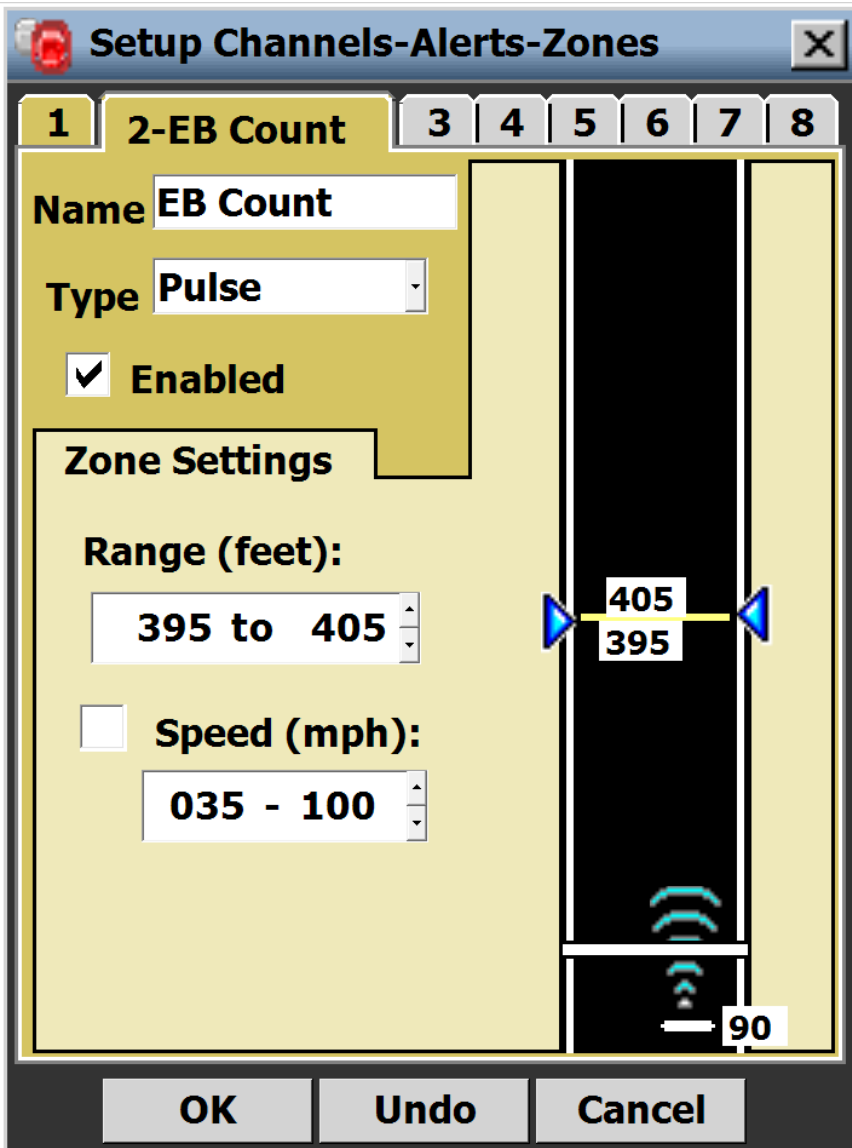 Setup Channels-Alerts-Zones
1 2-EB Count 3 4 5 6 7 8
Name EB Count
Type Pulse
Enabled
Zone Settings
Range (feet):
395 to 405
Speed (mph):
035 - 100
405
395
90
OK Undo Cancel